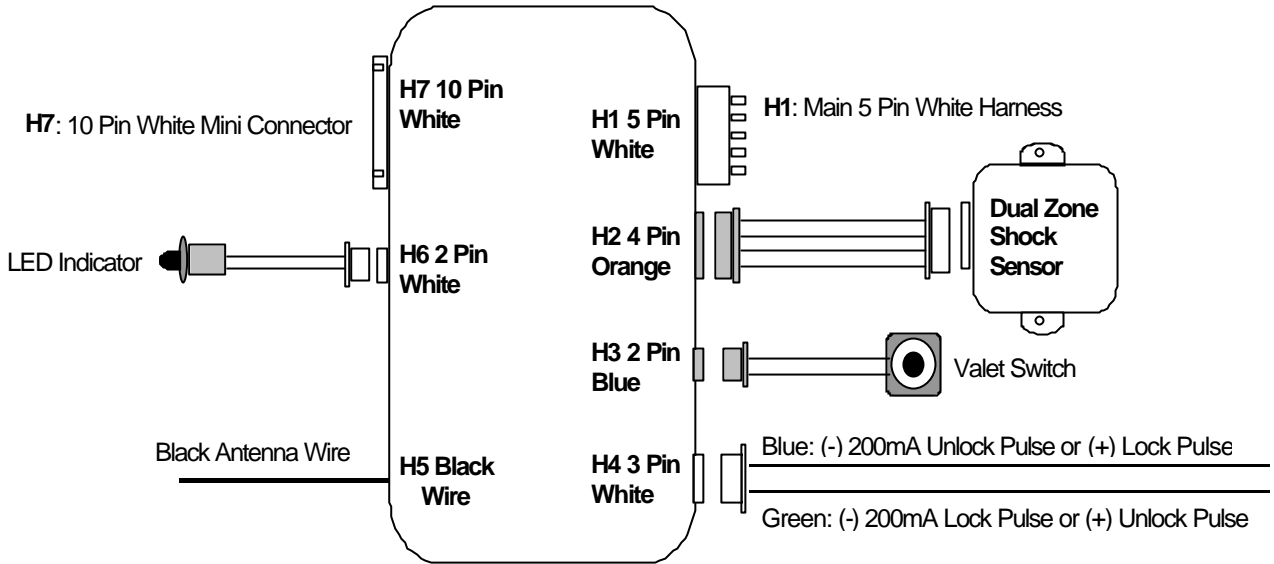 H7: 10 Pin White Mini Connector
H7 10 Pin
White
H1 5 Pin
White
H1: Main 5 Pin White Harness
Dual Zone
Shock
Sensor
LED Indicator
H6 2 Pin
White
H2 4 Pin
Orange
H3 2 Pin
Blue
Valet Switch
Black Antenna Wire
H5 Black
Wire
H4 3 Pin
White
Blue: (-) 200mA Unlock Pulse or (+) Lock Pulse
Green: (-) 200mA Lock Pulse or (+) Unlock Pulse